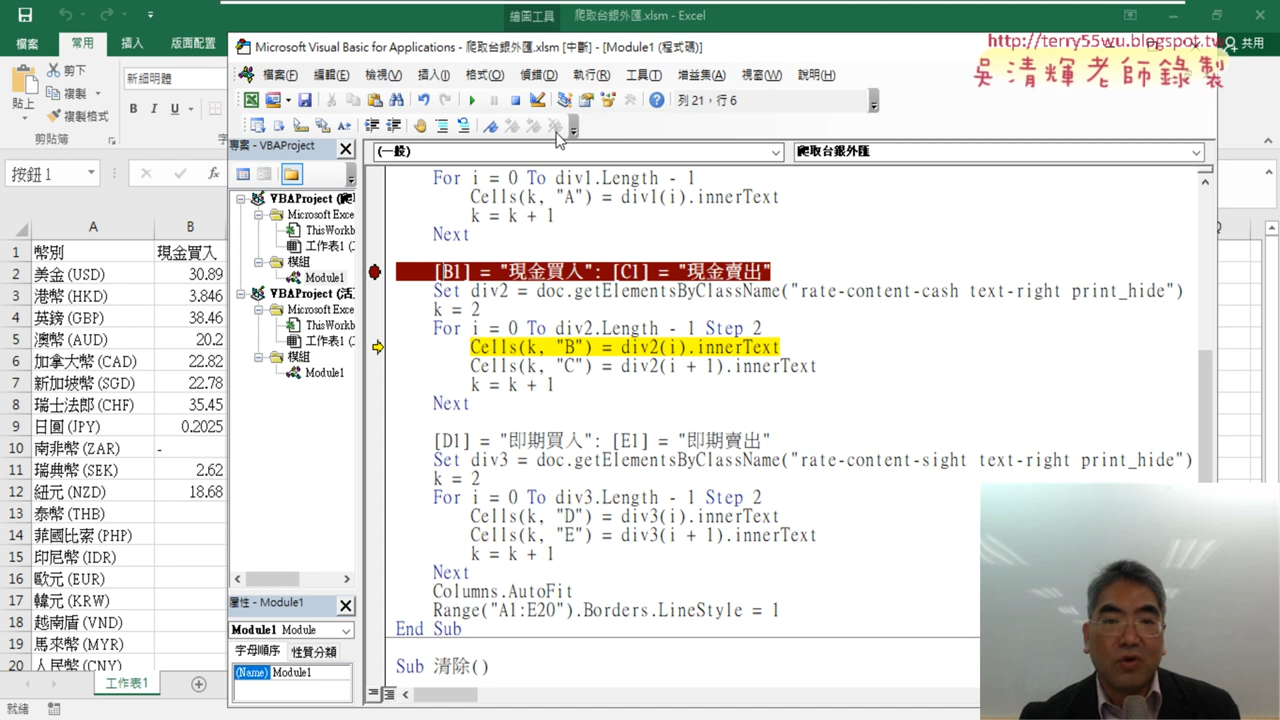 繪圖工具
爬取台銀外匯.xlsm - Excel
檔案
常用
插入
版面配置
共用
http://terry55wu.blogspot.tw
吳清輝老師錄製
剪下
複製
複製格式
貼上
剪貼簿
新細明體
B I U
按鈕 1
Microsoft Visual Basic for Applications - 爬取台銀外匯.xlsm [中斷] - [Module1 (程式碼)]
檔案(F) 編輯(E) 檢視(V) 插入(I) 格式(O) 偵錯(D) 執行(R) 工具(T) 增益集(A) 視窗(W) 說明(H)
列 21，行 6
專案 - VBAProject
(一般)
爬取台銀外匯
VBAProject (爬
Microsoft Exce
ThisWorkb
工作表1 (工
模組
Module1
VBAProject (活
Microsoft Exce
ThisWorkb
工作表1 (工
模組
Module1
屬性 - Module1
Module1 Module
字母順序 性質分類
(Name) Module1
A B
1 幣別 現金買入
2 美金 (USD) 30.89
3 港幣 (HKD) 3.846
4 英鎊 (GBP) 38.46
5 澳幣 (AUD) 20.2
6 加拿大幣 (CAD) 22.82
7 新加坡幣 (SGD) 22.78
8 瑞士法郎 (CHF) 35.45
9 日圓 (JPY) 0.2025
10 南非幣 (ZAR) -
11 瑞典幣 (SEK) 2.62
12 紐元 (NZD) 18.68
13 泰幣 (THB)
14 菲國比索 (PHP)
15 印尼幣 (IDR)
16 歐元 (EUR)
17 韓元 (KRW)
18 越南盾 (VND)
19 馬來幣 (MYR)
20 人民幣 (CNY)
工作表1
就緒
For i = 0 To div1.Length - 1
Cells(k, "A") = div1(i).innerText
k = k + 1
Next
[B1] = "現金買入": [C1] = "現金賣出"
Set div2 = doc.getElementsByClassName("rate-content-cash text-right print_hide")
k = 2
For i = 0 To div2.Length - 1 Step 2
Cells(k, "B") = div2(i).innerText
Cells(k, "C") = div2(i + 1).innerText
k = k + 1
Next
[D1] = "即期買入": [E1] = "即期賣出"
Set div3 = doc.getElementsByClassName("rate-content-sight text-right print_hide")
k = 2
For i = 0 To div3.Length - 1 Step 2
Cells(k, "D") = div3(i).innerText
Cells(k, "E") = div3(i + 1).innerText
k = k + 1
Next
Columns.AutoFit
Range("A1:E20").Borders.LineStyle = 1
End Sub
Sub 清除()